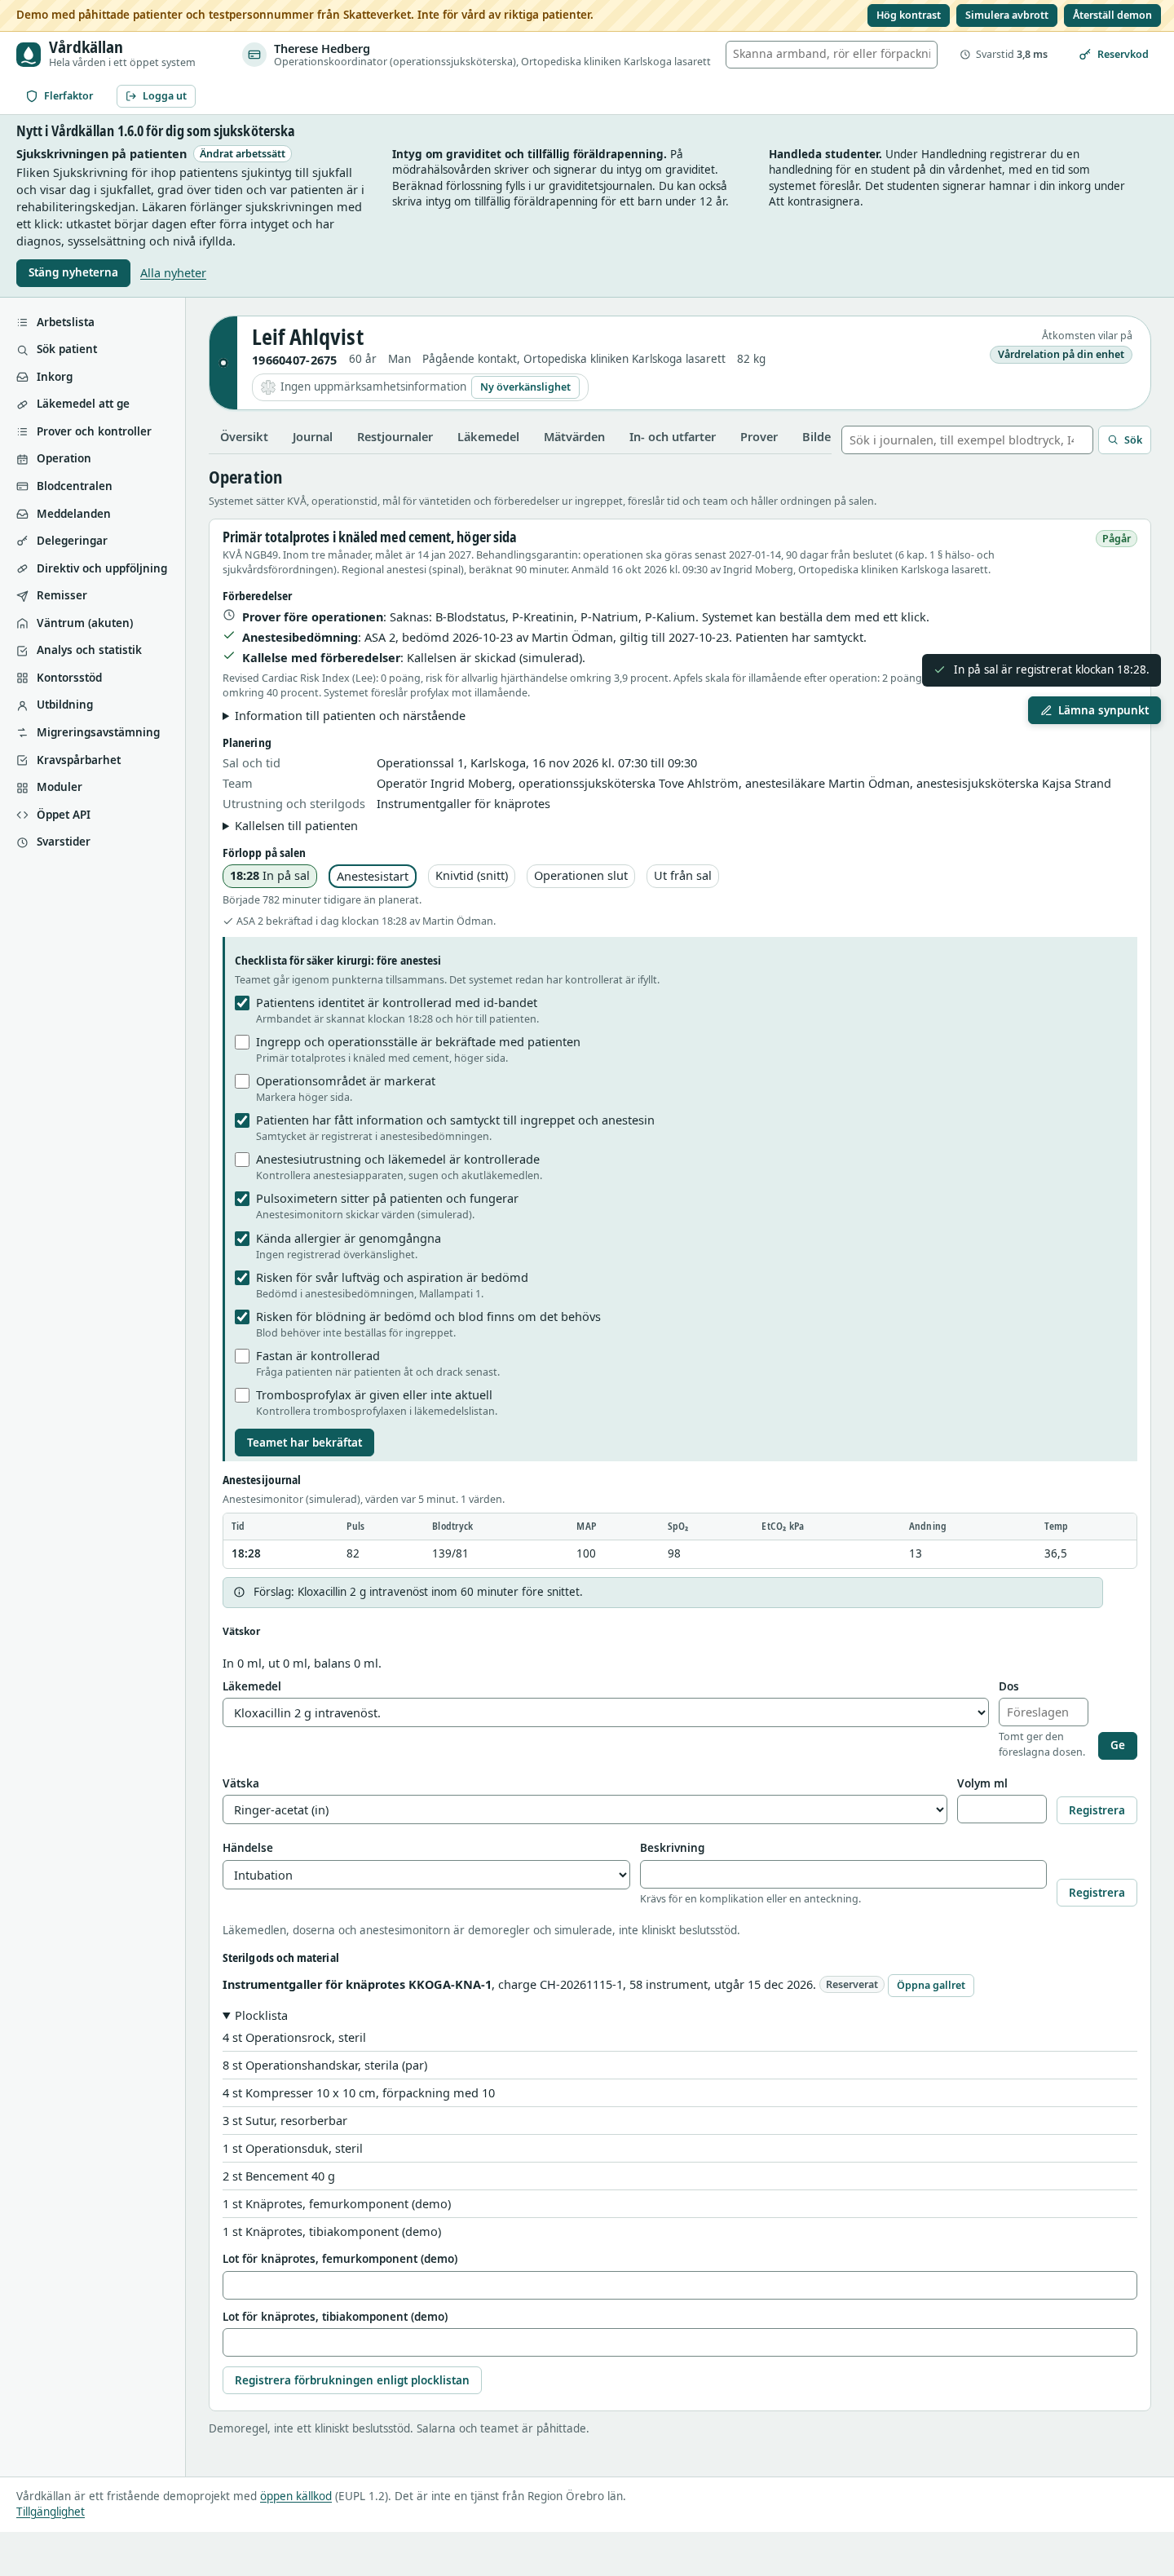 Demo med påhittade patienter och testpersonnummer från Skatteverket. Inte för vård av riktiga patienter.
Hög kontrast
Simulera avbrott
Återställ demon
Vårdkällan
Hela vården i ett öppet system
Therese Hedberg
Operationskoordinator (operationssjuksköterska), Ortopediska kliniken Karlskoga lasarett
Skanna armband, rör eller förpackni
Svarstid 3,8 ms
Reservkod
Flerfaktor
Logga ut
Nytt i Vårdkällan 1.6.0 för dig som sjuksköterska
Sjukskrivningen på patienten Ändrat arbetssätt
Fliken Sjukskrivning för ihop patientens sjukintyg till sjukfall
och visar dag i sjukfallet, grad över tiden och var patienten är i
rehabiliteringskedjan. Läkaren förlänger sjukskrivningen med
ett klick: utkastet börjar dagen efter förra intyget och har
diagnos, sysselsättning och nivå ifyllda.
Intyg om graviditet och tillfällig föräldrapenning. På
mödrahälsovården skriver och signerar du intyg om graviditet.
Beräknad förlossning fylls i ur graviditetsjournalen. Du kan också
skriva intyg om tillfällig föräldrapenning för ett barn under 12 år.
Handleda studenter. Under Handledning registrerar du en
handledning för en student på din vårdenhet, med en tid som
systemet föreslår. Det studenten signerar hamnar i din inkorg under
Att kontrasignera.
Stäng nyheterna
Alla nyheter
Arbetslista
Sök patient
Inkorg
Läkemedel att ge
Prover och kontroller
Operation
Blodcentralen
Meddelanden
Delegeringar
Direktiv och uppföljning
Remisser
Väntrum (akuten)
Analys och statistik
Kontorsstöd
Utbildning
Migreringsavstämning
Kravspårbarhet
Moduler
Öppet API
Svarstider
Leif Ahlqvist
19660407-2675 60 år Man Pågående kontakt, Ortopediska kliniken Karlskoga lasarett 82 kg
Ingen uppmärksamhetsinformation
Ny överkänslighet
Åtkomsten vilar på
Vårdrelation på din enhet
Översikt
Journal
Restjournaler
Läkemedel
Mätvärden
In- och utfarter
Prover
Bilde
Sök i journalen, till exempel blodtryck, I4
Sök
Operation
Systemet sätter KVÅ, operationstid, mål för väntetiden och förberedelser ur ingreppet, föreslår tid och team och håller ordningen på salen.
Primär totalprotes i knäled med cement, höger sida
Pågår
KVÅ NGB49. Inom tre månader, målet är 14 jan 2027. Behandlingsgarantin: operationen ska göras senast 2027-01-14, 90 dagar från beslutet (6 kap. 1 § hälso- och
sjukvårdsförordningen). Regional anestesi (spinal), beräknat 90 minuter. Anmäld 16 okt 2026 kl. 09:30 av Ingrid Moberg, Ortopediska kliniken Karlskoga lasarett.
Förberedelser
Prover före operationen: Saknas: B-Blodstatus, P-Kreatinin, P-Natrium, P-Kalium. Systemet kan beställa dem med ett klick.
Anestesibedömning: ASA 2, bedömd 2026-10-23 av Martin Ödman, giltig till 2027-10-23. Patienten har samtyckt.
Kallelse med förberedelser: Kallelsen är skickad (simulerad).
Revised Cardiac Risk Index (Lee): 0 poäng, risk för allvarlig hjärthändelse omkring 3,9 procent. Apfels skala för illamående efter operation: 2 poäng
omkring 40 procent. Systemet föreslår profylax mot illamående.
In på sal är registrerat klockan 18:28.
Lämna synpunkt
Information till patienten och närstående
Planering
Sal och tid Operationssal 1, Karlskoga, 16 nov 2026 kl. 07:30 till 09:30
Team Operatör Ingrid Moberg, operationssjuksköterska Tove Ahlström, anestesiläkare Martin Ödman, anestesisjuksköterska Kajsa Strand
Utrustning och sterilgods Instrumentgaller för knäprotes
Kallelsen till patienten
Förlopp på salen
18:28 In på sal
Anestesistart
Knivtid (snitt)
Operationen slut
Ut från sal
Började 782 minuter tidigare än planerat.
ASA 2 bekräftad i dag klockan 18:28 av Martin Ödman.
Checklista för säker kirurgi: före anestesi
Teamet går igenom punkterna tillsammans. Det systemet redan har kontrollerat är ifyllt.
Patientens identitet är kontrollerad med id-bandet
Armbandet är skannat klockan 18:28 och hör till patienten.
Ingrepp och operationsställe är bekräftade med patienten
Primär totalprotes i knäled med cement, höger sida.
Operationsområdet är markerat
Markera höger sida.
Patienten har fått information och samtyckt till ingreppet och anestesin
Samtycket är registrerat i anestesibedömningen.
Anestesiutrustning och läkemedel är kontrollerade
Kontrollera anestesiapparaten, sugen och akutläkemedlen.
Pulsoximetern sitter på patienten och fungerar
Anestesimonitorn skickar värden (simulerad).
Kända allergier är genomgångna
Ingen registrerad överkänslighet.
Risken för svår luftväg och aspiration är bedömd
Bedömd i anestesibedömningen, Mallampati 1.
Risken för blödning är bedömd och blod finns om det behövs
Blod behöver inte beställas för ingreppet.
Fastan är kontrollerad
Fråga patienten när patienten åt och drack senast.
Trombosprofylax är given eller inte aktuell
Kontrollera trombosprofylaxen i läkemedelslistan.
Teamet har bekräftat
Anestesijournal
Anestesimonitor (simulerad), värden var 5 minut. 1 värden.
Tid Puls Blodtryck MAP SpO₂ EtCO₂ kPa Andning Temp
18:28 82 139/81 100 98 13 36,5
Förslag: Kloxacillin 2 g intravenöst inom 60 minuter före snittet.
Vätskor
In 0 ml, ut 0 ml, balans 0 ml.
Läkemedel
Kloxacillin 2 g intravenöst.
Dos
Föreslagen
Tomt ger den
föreslagna dosen.
Ge
Vätska
Ringer-acetat (in)
Volym ml
Registrera
Händelse
Intubation
Beskrivning
Krävs för en komplikation eller en anteckning.
Registrera
Läkemedlen, doserna och anestesimonitorn är demoregler och simulerade, inte kliniskt beslutsstöd.
Sterilgods och material
Instrumentgaller för knäprotes KKOGA-KNA-1, charge CH-20261115-1, 58 instrument, utgår 15 dec 2026. Reserverat Öppna gallret
Plocklista
4 st Operationsrock, steril
8 st Operationshandskar, sterila (par)
4 st Kompresser 10 x 10 cm, förpackning med 10
3 st Sutur, resorberbar
1 st Operationsduk, steril
2 st Bencement 40 g
1 st Knäprotes, femurkomponent (demo)
1 st Knäprotes, tibiakomponent (demo)
Lot för knäprotes, femurkomponent (demo)
Lot för knäprotes, tibiakomponent (demo)
Registrera förbrukningen enligt plocklistan
Demoregel, inte ett kliniskt beslutsstöd. Salarna och teamet är påhittade.
Vårdkällan är ett fristående demoprojekt med öppen källkod (EUPL 1.2). Det är inte en tjänst från Region Örebro län.
Tillgänglighet